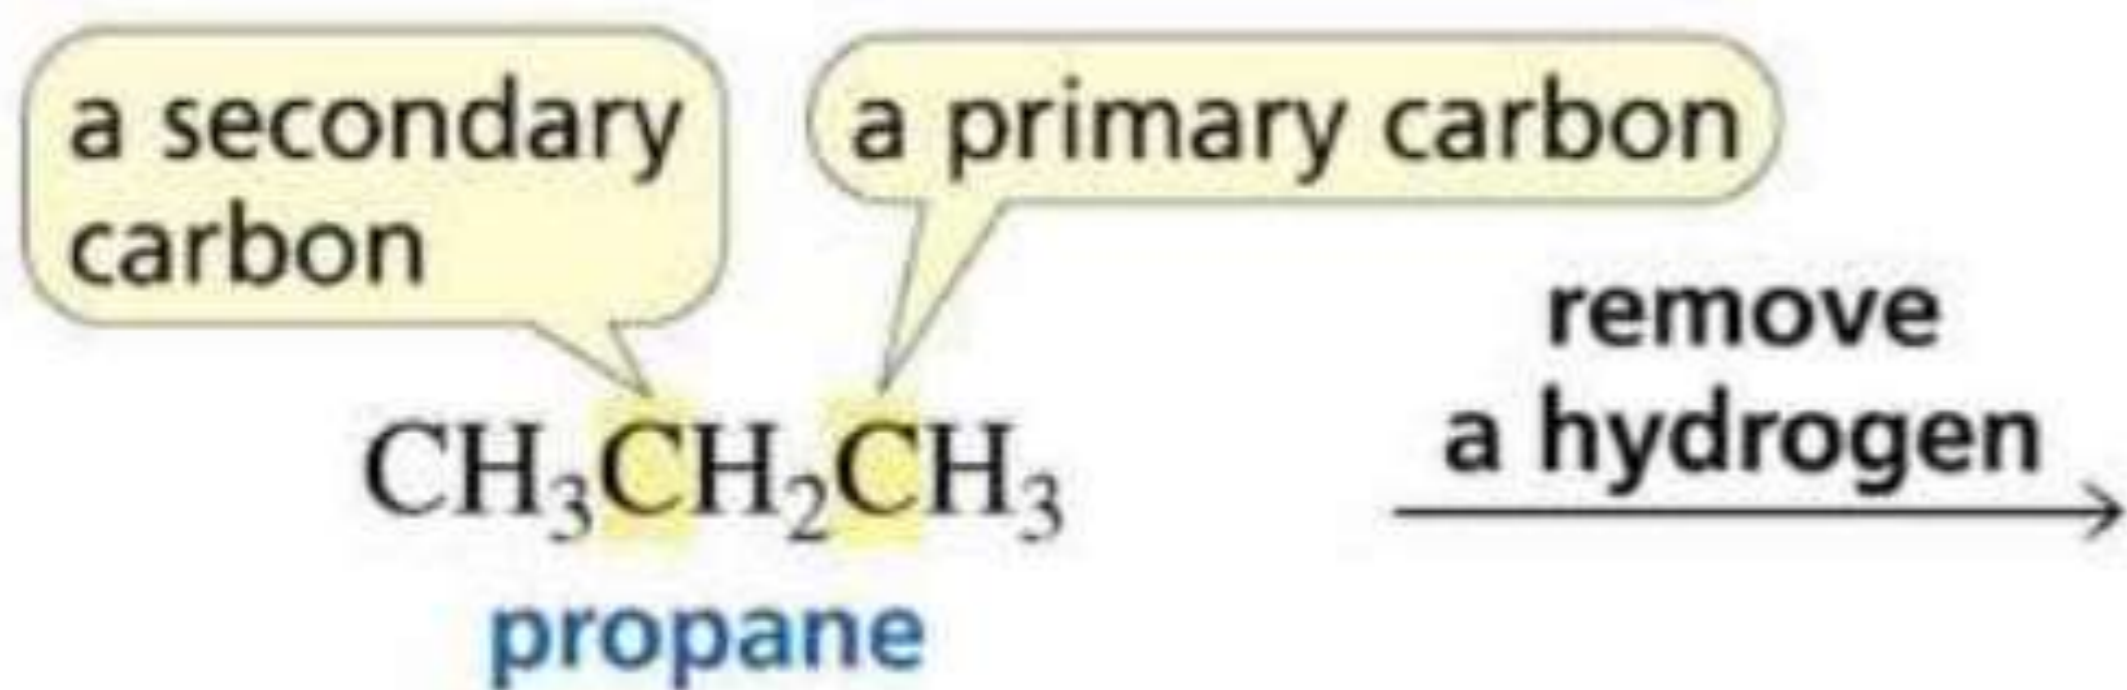 a secondary
carbon
a primary carbon
remove
a hydrogen
CH₃CH₂CH₃
propane